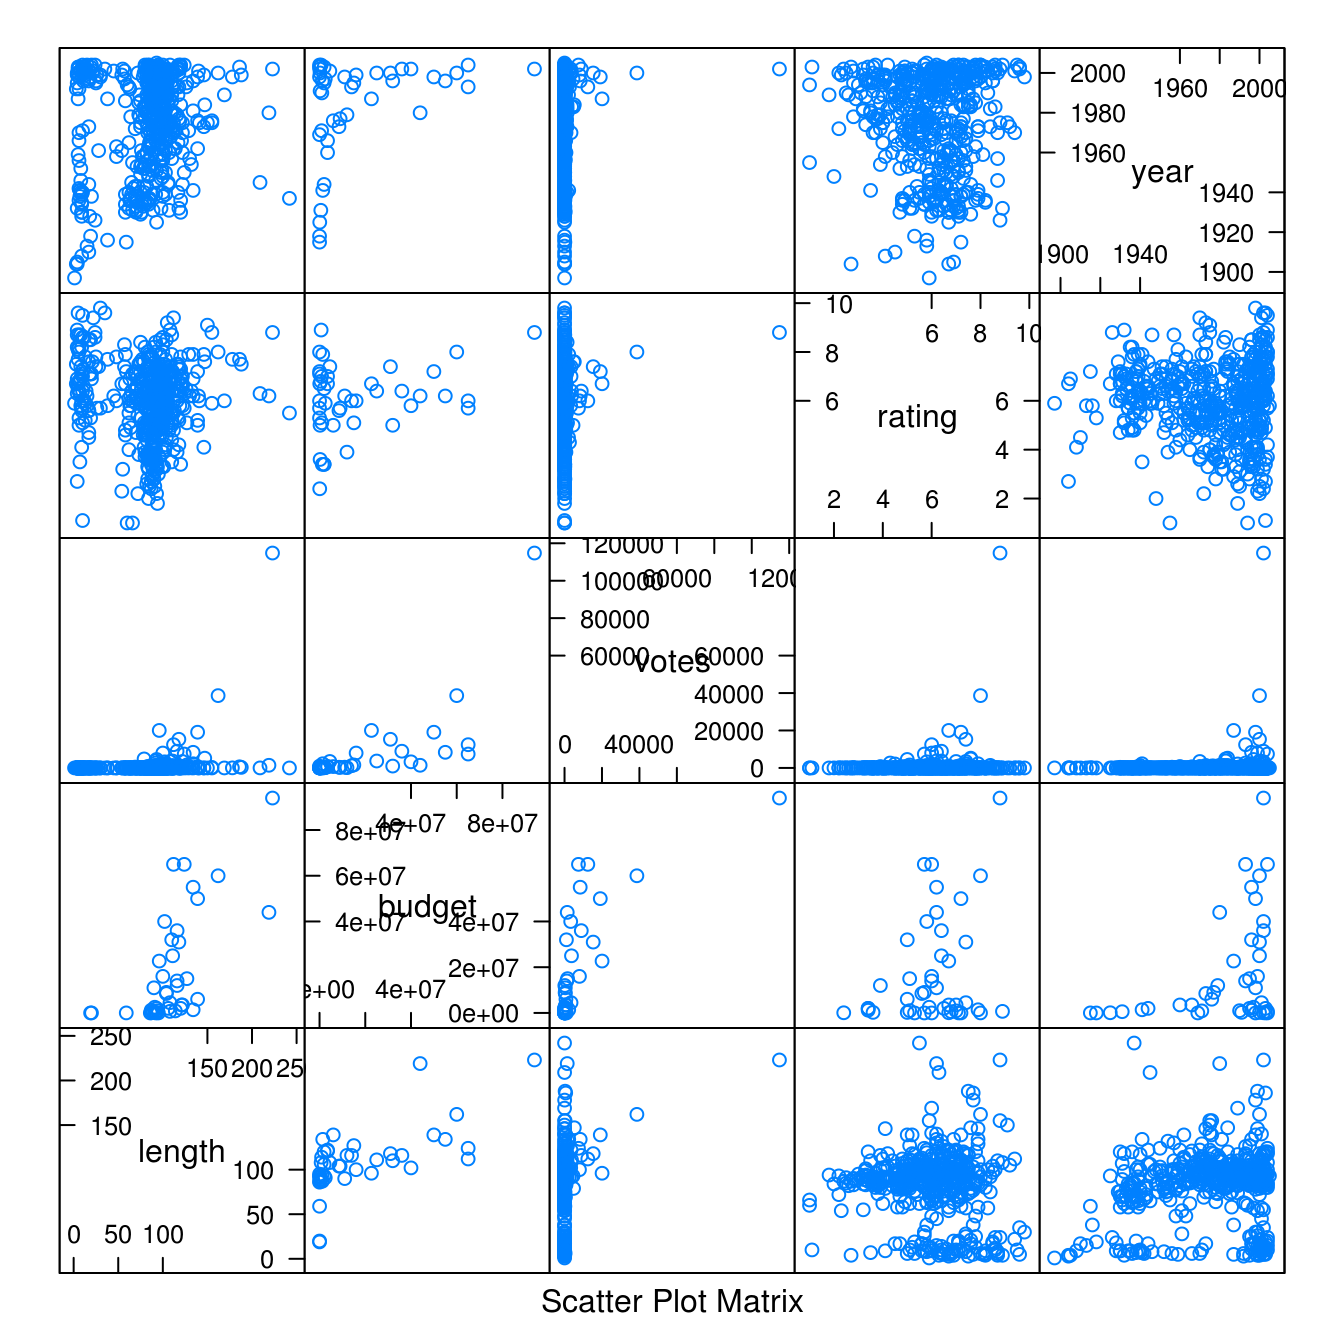 2000 1960 2000
1980
1960
year
1940
1920
1900 1940
1900
10
6 8 10
8
6 rating 6
4
2 4 6 2
120000
100000 60000 1200
80000
60000 votes 60000
40000
0 40000 20000
0
8e+07 4e+07 8e+07
6e+07
budget
4e+07 4e+07
2e+07
e+00 4e+07
0e+00
250
150 200 25
200
150
length
100
50
0 50 100
0
Scatter Plot Matrix